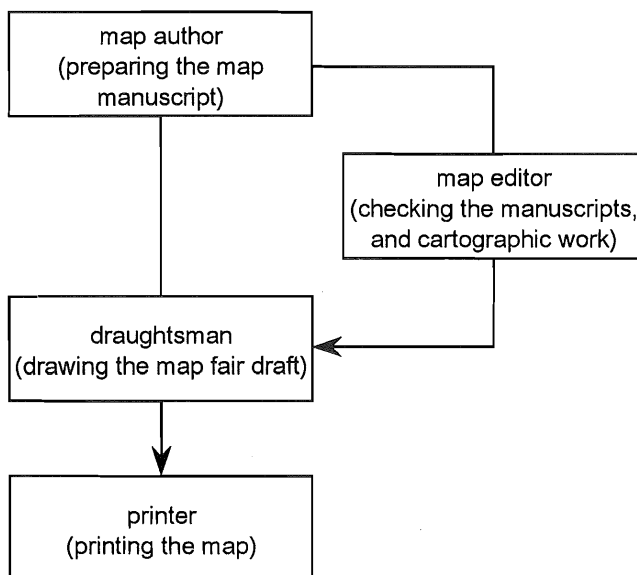 map author
(preparing the map
manuscript)
map editor
(checking the manuscripts,
and cartographic work)
draughtsman
(drawing the map fair draft)
printer
(printing the map)